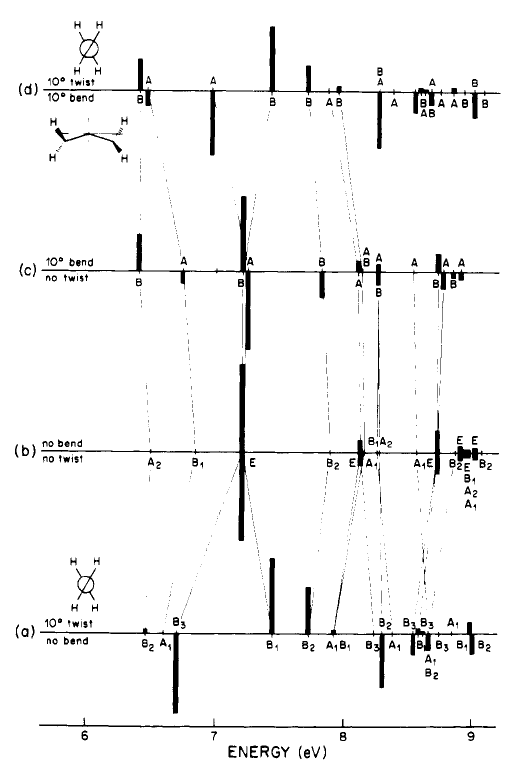 H H
H H
B A A B B A
(d) 10° twist
10° bend
B B B A B A B A B A A B B
H H
H H
A A A B A A A A
B
(c) 10° bend
no twist
B B A B B B
B₁ A₂ E E
(b) no bend
no twist
A₂ B₁ E B₂ E A₁ A₁ E B₂ E B₂
B₁
A₂
A₁
H H
H H
B₃ B₂ B₃ B₃ A₁
(a) 10° twist
no bend
B₂ A₁ B₁ B₂ A₁ B₁ B₃ A₁ B₃ B₁ B₂
A₁
B₂
6 7 8 9
ENERGY (eV)